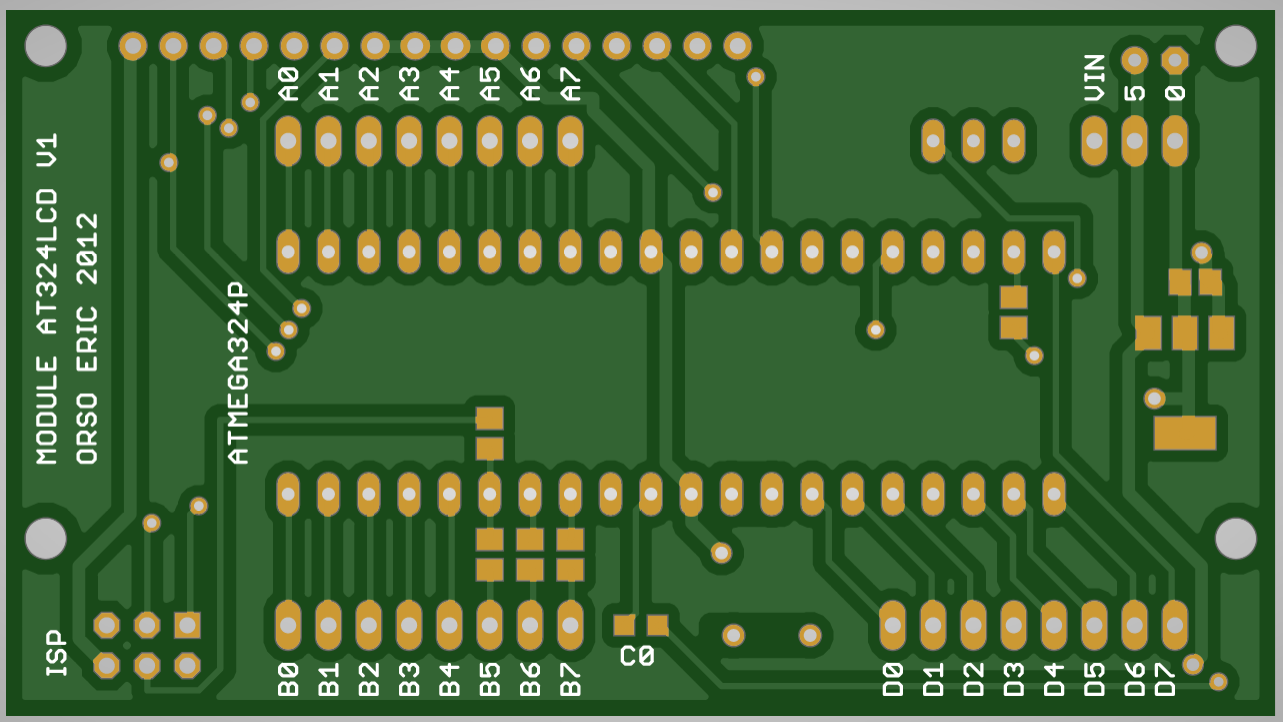 A0 A1 A2 A3 A4 A5 A6 A7
VIN 5 0
MODULE AT324LCD V1
ORSO ERIC 2012
ATMEGA324P
ISP
C0
B0 B1 B2 B3 B4 B5 B6 B7
D0 D1 D2 D3 D4 D5 D6 D7